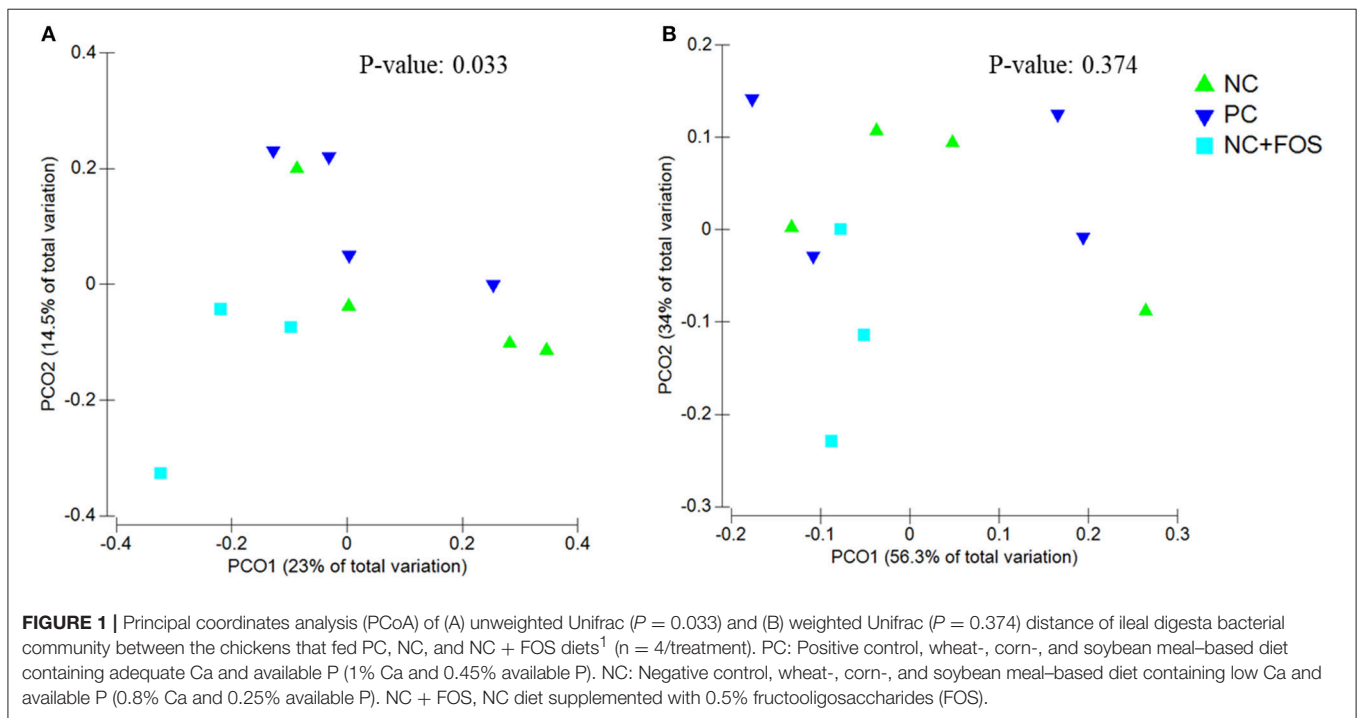 A
P-value: 0.033
0.4
0.2
0
-0.2
-0.4
PCO2 (14.5% of total variation)
-0.4
-0.2
0
0.2
0.4
PCO1 (23% of total variation)
B
P-value: 0.374
0.2
0.1
0
-0.1
-0.2
-0.3
PCO2 (34% of total variation)
-0.2
-0.1
0
0.1
0.2
0.3
PCO1 (56.3% of total variation)
NC
PC
NC+FOS
FIGURE 1 | Principal coordinates analysis (PCoA) of (A) unweighted Unifrac (P = 0.033) and (B) weighted Unifrac (P = 0.374) distance of ileal digesta bacterial
community between the chickens that fed PC, NC, and NC + FOS diets¹ (n = 4/treatment). PC: Positive control, wheat-, corn-, and soybean meal–based diet
containing adequate Ca and available P (1% Ca and 0.45% available P). NC: Negative control, wheat-, corn-, and soybean meal–based diet containing low Ca and
available P (0.8% Ca and 0.25% available P). NC + FOS, NC diet supplemented with 0.5% fructooligosaccharides (FOS).